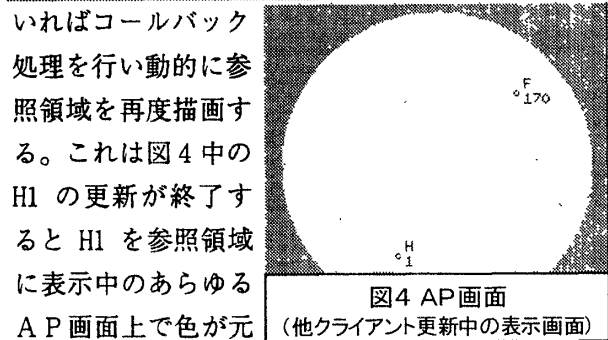 いればコールバック
処理を行い動的に参
照領域を再度描画す
る。これは図4中の
H1 の更新が終了す
ると H1 を参照領域
に表示中のあらゆる
ＡＰ画面上で色が元
F
170
H
1
図4 AP画面
(他クライアント更新中の表示画面)